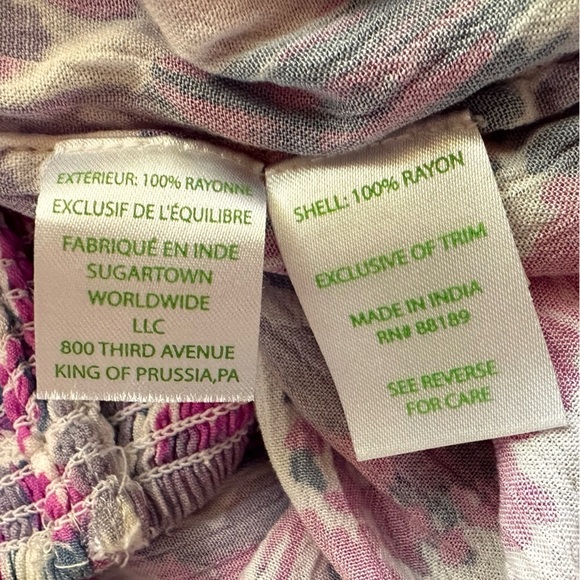 EXTÉRIEUR: 100% RAYONNE
EXCLUSIF DE L'ÉQUILIBRE
FABRIQUÉ EN INDE
SUGARTOWN
WORLDWIDE
LLC
800 THIRD AVENUE
KING OF PRUSSIA,PA
SHELL: 100% RAYON
EXCLUSIVE OF TRIM
MADE IN INDIA
RN# 88189
SEE REVERSE
FOR CARE